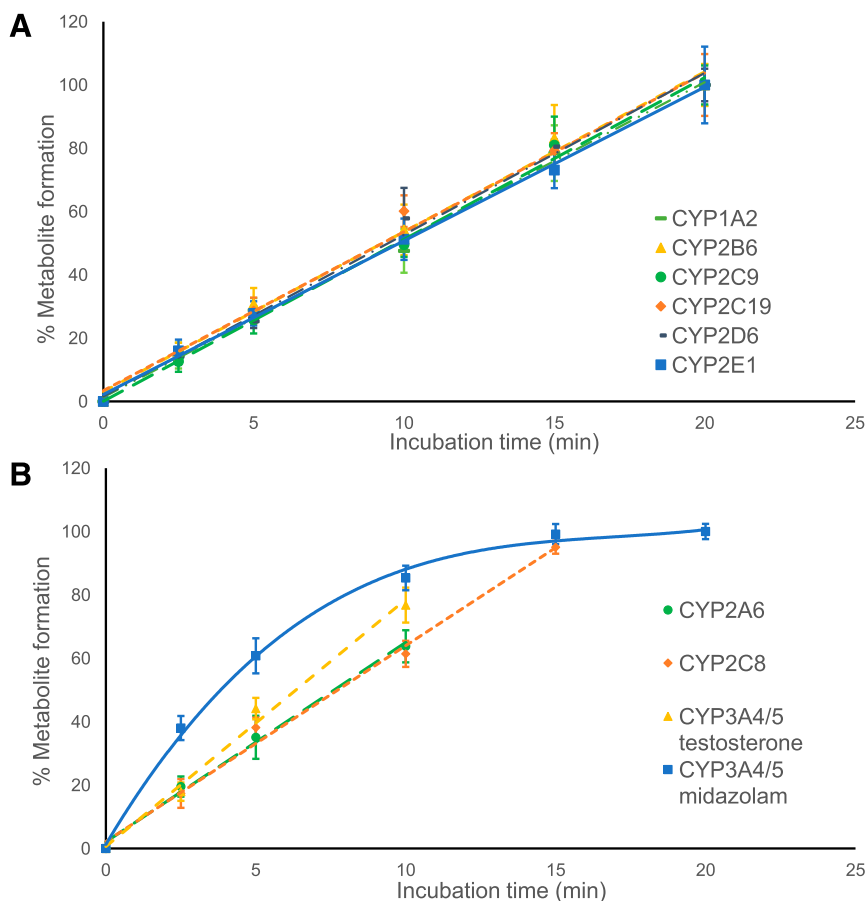 A
120
100
80
60
40
20
0
% Metabolite formation
CYP1A2
CYP2B6
CYP2C9
CYP2C19
CYP2D6
CYP2E1
0 5 10 15 20 25
Incubation time (min)
B
120
100
80
60
40
20
0
% Metabolite formation
CYP2A6
CYP2C8
CYP3A4/5
testosterone
CYP3A4/5
midazolam
0 5 10 15 20 25
Incubation time (min)